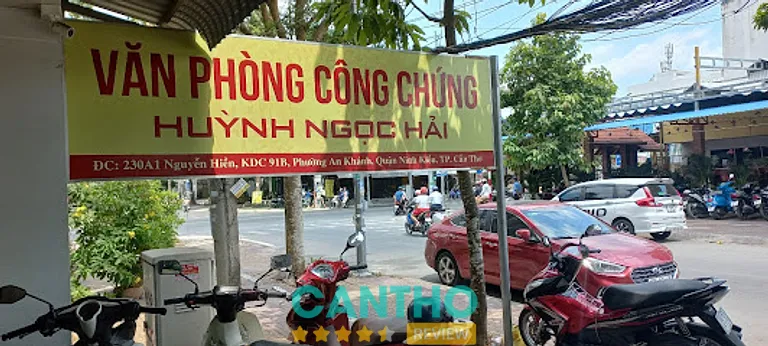 VĂN PHÒNG CÔNG CHỨNG
HUỲNH NGỌC HẢI
ĐC: 230A1 Nguyễn Hiền, KDC 91B, Phường An Khánh, Quận Ninh Kiều, TP. Cần Thơ
CANTHO
REVIEW